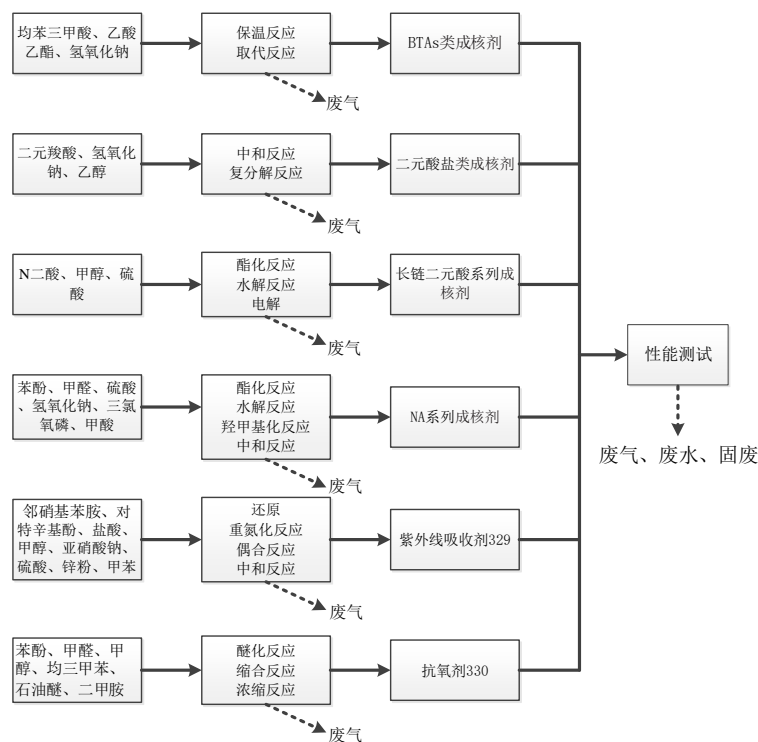 均苯三甲酸、乙酸
乙酯、氢氧化钠
保温反应
取代反应
BTAs类成核剂
废气
二元羧酸、氢氧化
钠、乙醇
中和反应
复分解反应
二元酸盐类成核剂
废气
N二酸、甲醇、硫
酸
酯化反应
水解反应
电解
长链二元酸系列成
核剂
废气
性能测试
废气、废水、固废
苯酚、甲醛、硫酸
、氢氧化钠、三氯
氧磷、甲酸
酯化反应
水解反应
羟甲基化反应
中和反应
NA系列成核剂
废气
邻硝基苯胺、对
特辛基酚、盐酸、
甲醇、亚硝酸钠、
硫酸、锌粉、甲苯
还原
重氮化反应
偶合反应
中和反应
紫外线吸收剂329
废气
苯酚、甲醛、甲
醇、均三甲苯、
石油醚、二甲胺
醚化反应
缩合反应
浓缩反应
抗氧剂330
废气